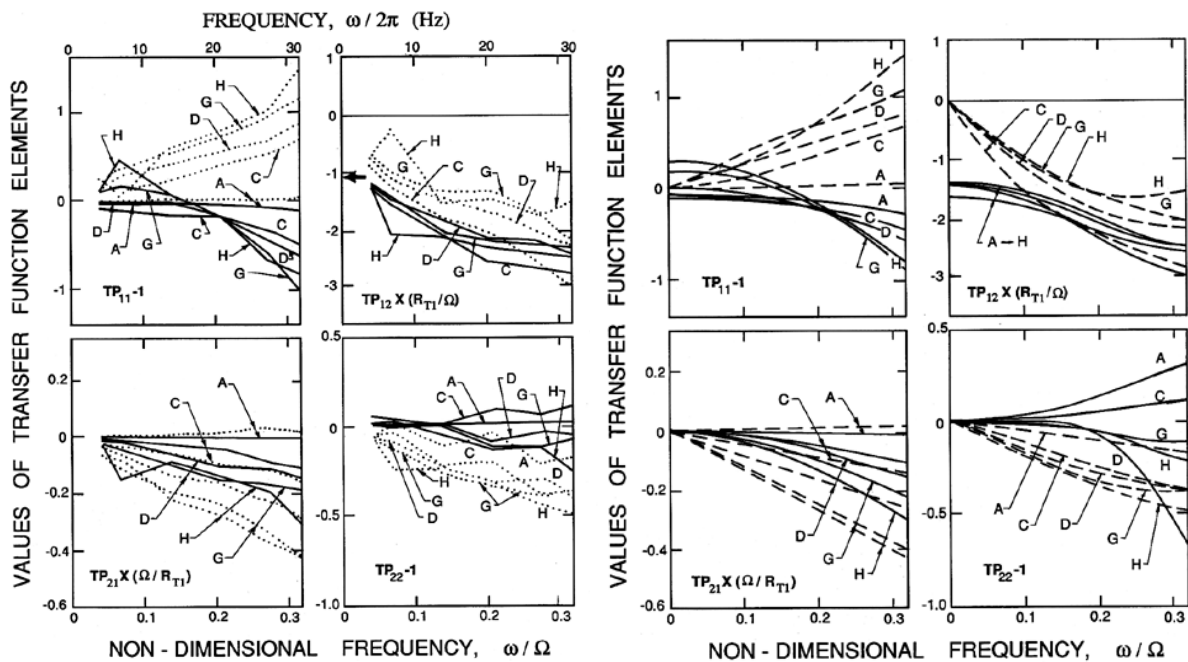 FREQUENCY, ω / 2π (Hz)
0 10 20 30 0 10 20 30
VALUES OF TRANSFER FUNCTION ELEMENTS
1
0
-1
H
G
D
C
A
H
D A G C
C
D
H
G
TP11-1
0
-1
-2
-3
H
G
C
G
D
H
H
D
G
C
TP12 X (RT1/Ω)
0.2
0
-0.2
-0.4
-0.6
A
C
D
H
G
TP21 X (Ω / RT1)
0.5
0
-0.5
-1.0
A
C
D
G
H
C
A
D
H
G
D
G
H
TP22-1
0 0.1 0.2 0.3 0 0.1 0.2 0.3
NON - DIMENSIONAL FREQUENCY, ω / Ω
VALUES OF TRANSFER FUNCTION ELEMENTS
1
0
-1
H
G
D
C
A
A
C
D
H
G
TP11-1
1
0
-1
-2
-3
C
D
G
H
H
G
A → H
TP12 X (RT1/Ω)
0.2
0
-0.2
-0.4
-0.6
A
C
D
G
H
TP21 X (Ω / RT1)
0.5
0
-0.5
-1.0
A
C
G
H
D
A
C
D
G
H
TP22-1
0 0.1 0.2 0.3 0 0.1 0.2 0.3
NON - DIMENSIONAL FREQUENCY, ω / Ω